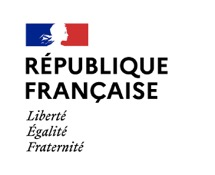 RÉPUBLIQUE
FRANÇAISE
Liberté
Égalité
Fraternité